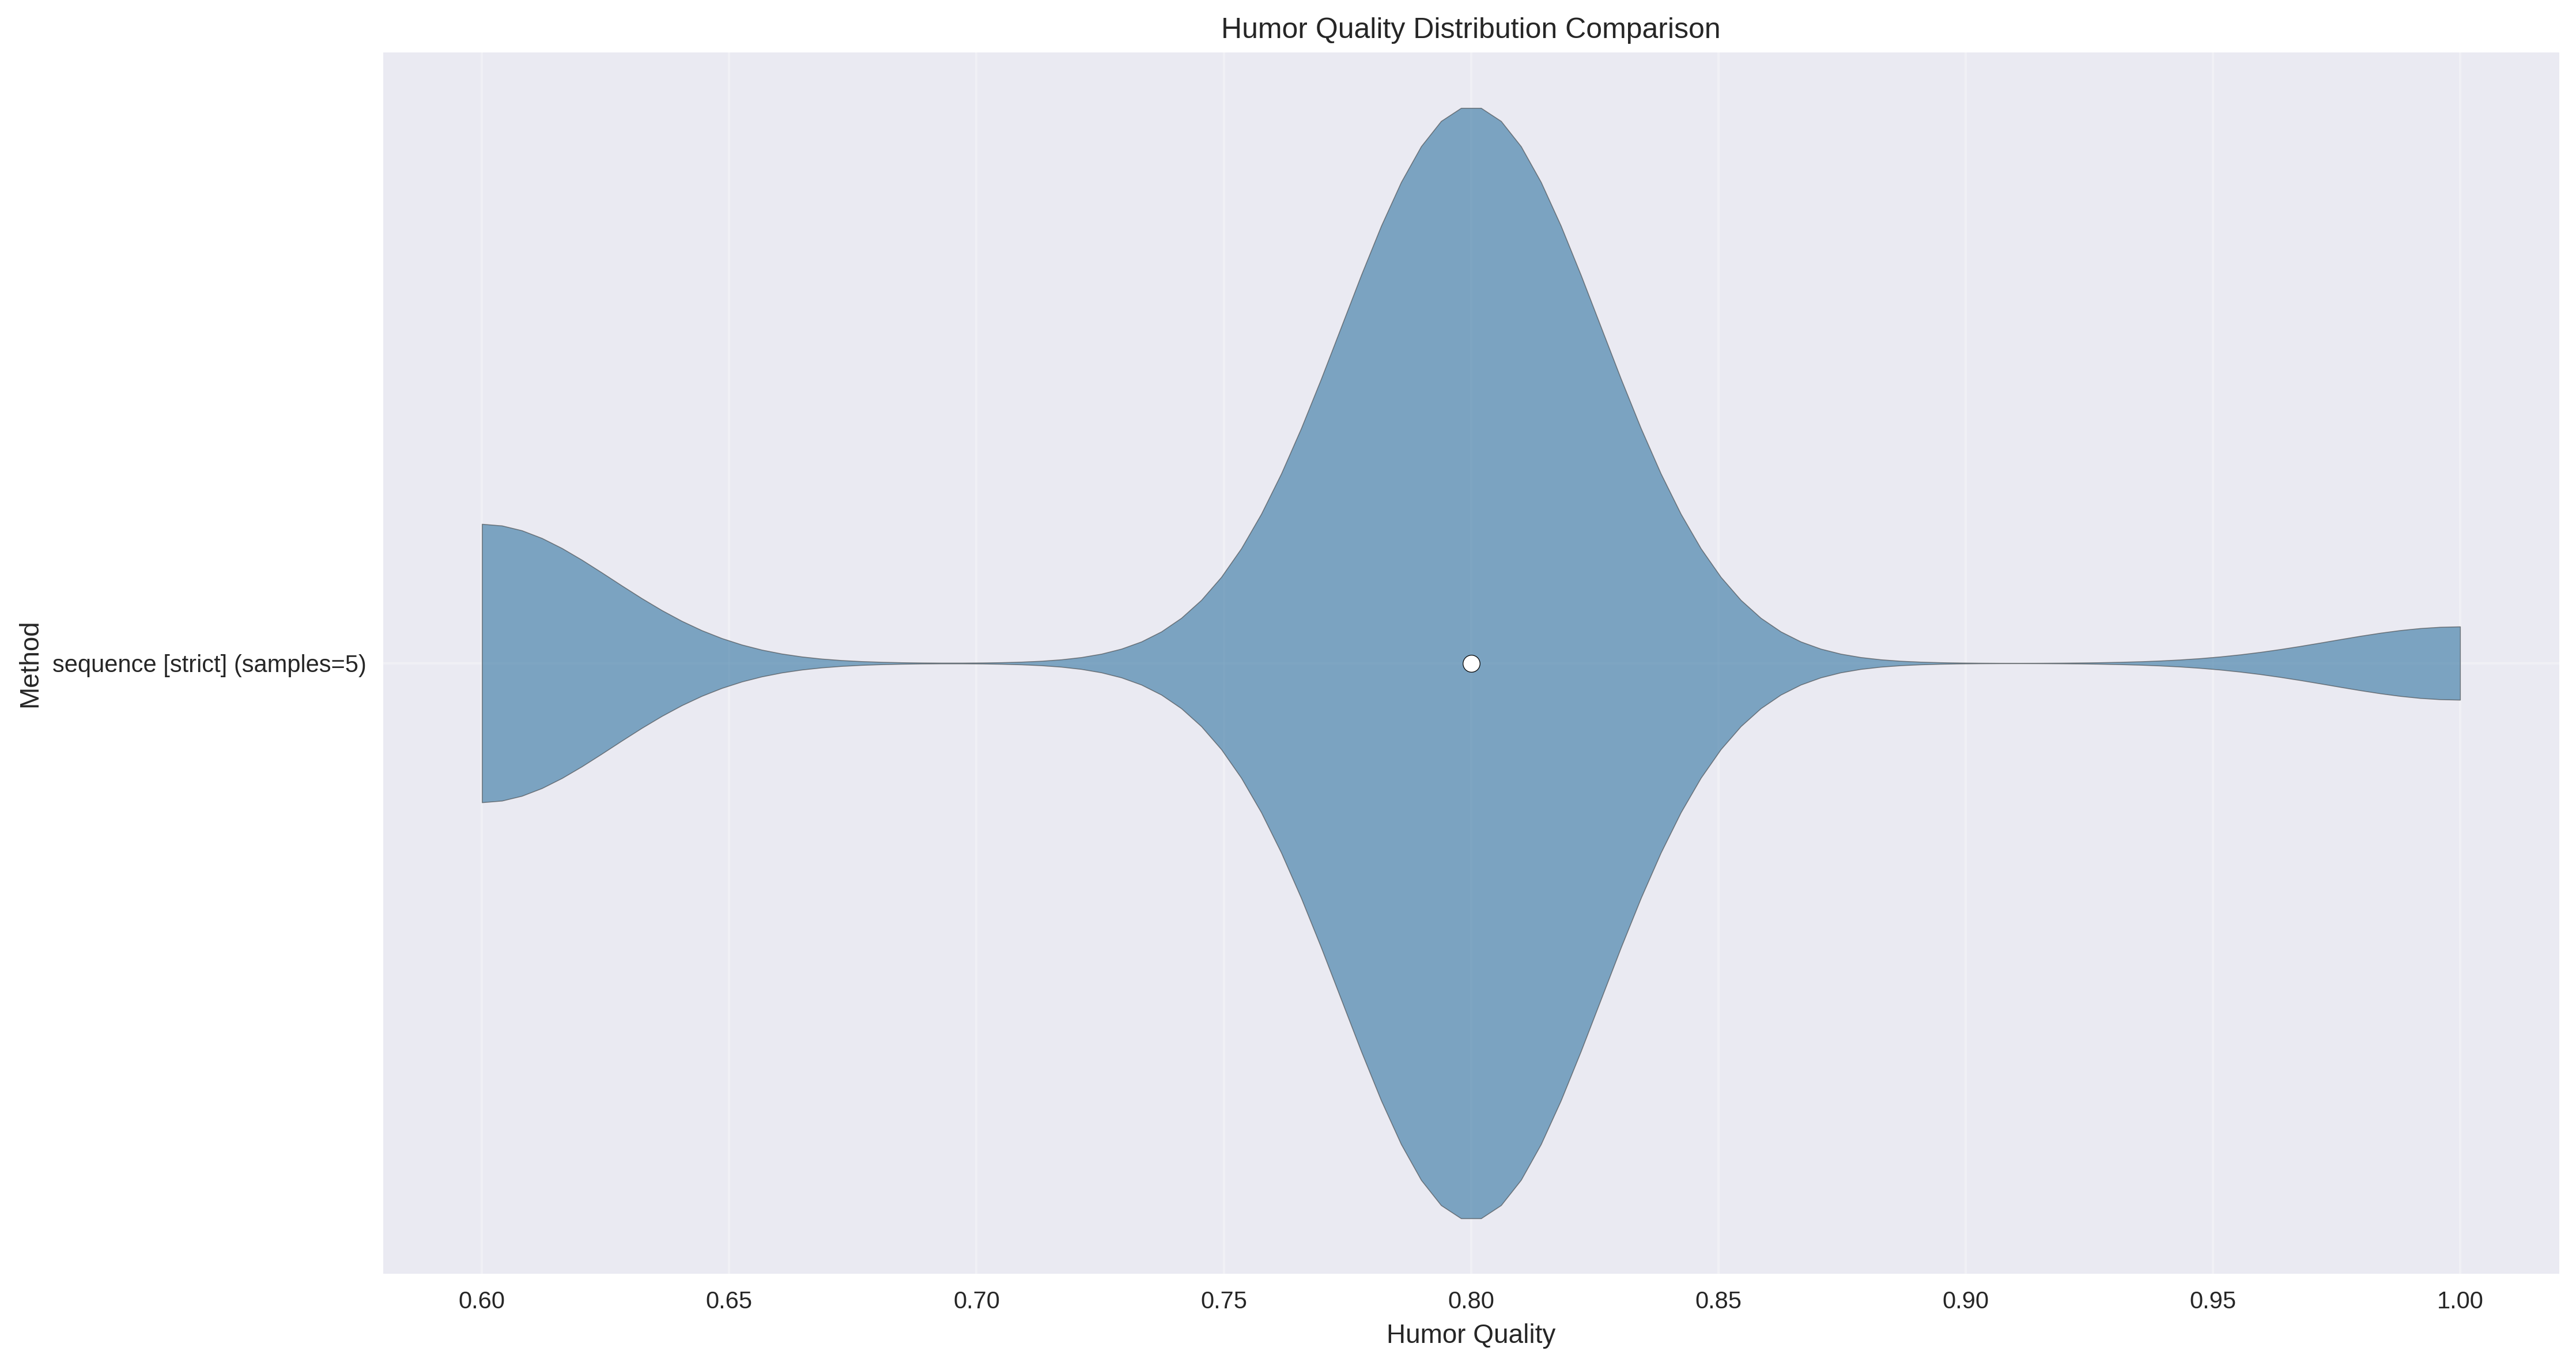 Humor Quality Distribution Comparison
Method
sequence [strict] (samples=5)
0.60 0.65 0.70 0.75 0.80 0.85 0.90 0.95 1.00
Humor Quality